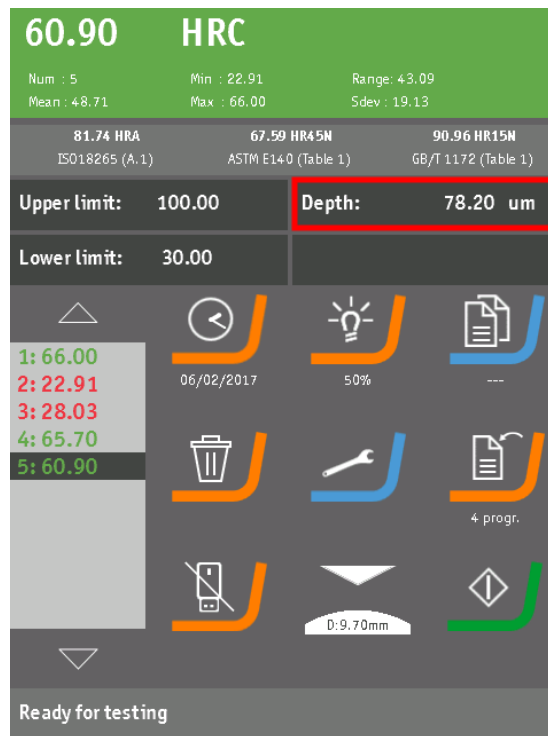 60.90 HRC
Num : 5 Min : 22.91 Range: 43.09
Mean : 48.71 Max : 66.00 Sdev : 19.13
81.74 HRA 67.59 HR45N 90.96 HR15N
ISO18265 (A.1) ASTM E140 (Table 1) GB/T 1172 (Table 1)
Upper limit: 100.00 Depth: 78.20 um
Lower limit: 30.00
1: 66.00
2: 22.91
3: 28.03
4: 65.70
5: 60.90
06/02/2017 50% ---
4 progr.
D:9.70mm
Ready for testing